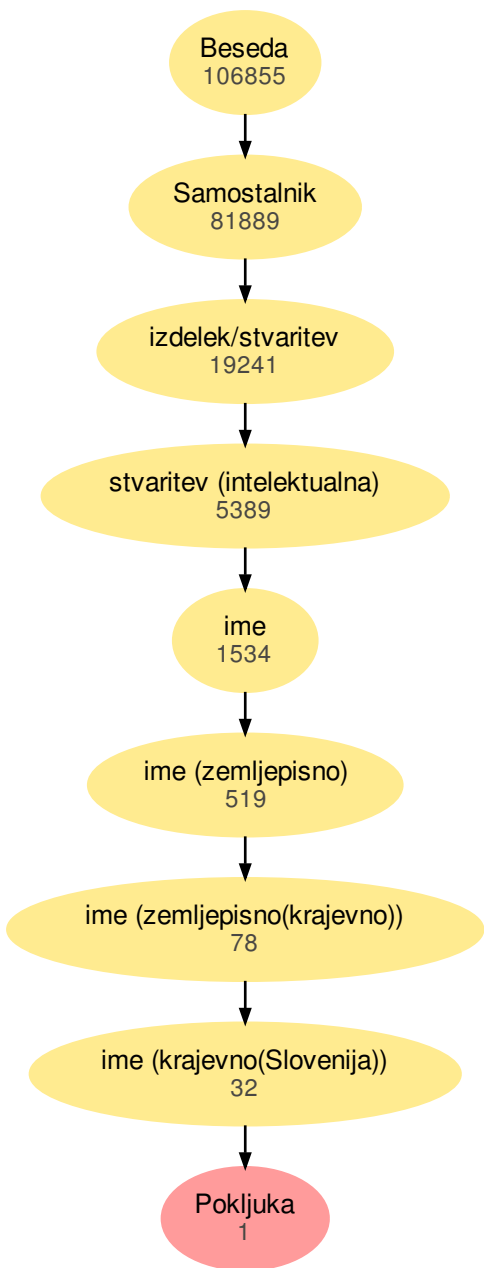 Beseda
106855
Samostalnik
81889
izdelek/stvaritev
19241
stvaritev (intelektualna)
5389
ime
1534
ime (zemljepisno)
519
ime (zemljepisno(krajevno))
78
ime (krajevno(Slovenija))
32
Pokljuka
1